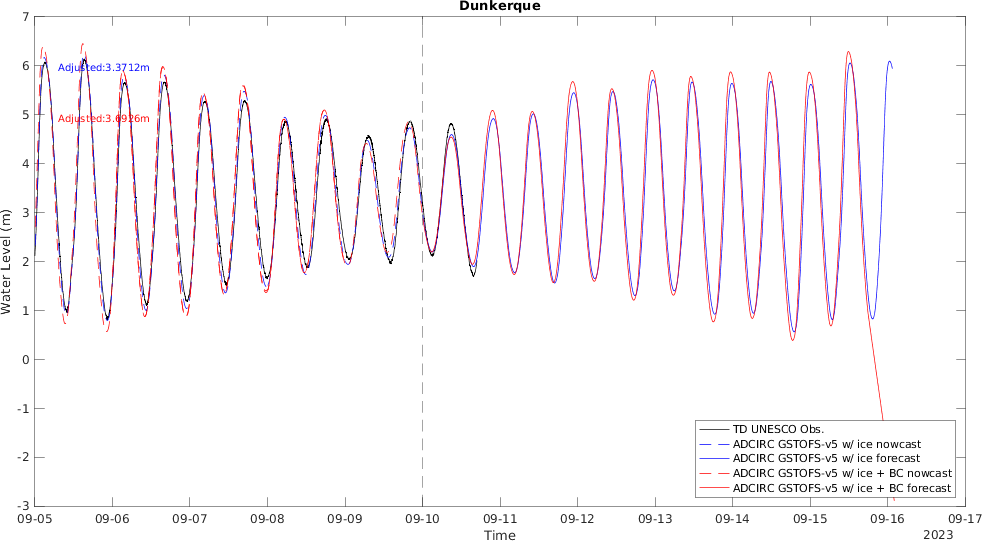 Dunkerque
7
6
5
4
3
2
1
0
-1
-2
-3
Water Level (m)
Adjusted:3.3712m
Adjusted:3.6926m
TD UNESCO Obs.
ADCIRC GSTOFS-v5 w/ ice nowcast
ADCIRC GSTOFS-v5 w/ ice forecast
ADCIRC GSTOFS-v5 w/ ice + BC nowcast
ADCIRC GSTOFS-v5 w/ ice + BC forecast
09-05 09-06 09-07 09-08 09-09 09-10 09-11 09-12 09-13 09-14 09-15 09-16 09-17
Time
2023